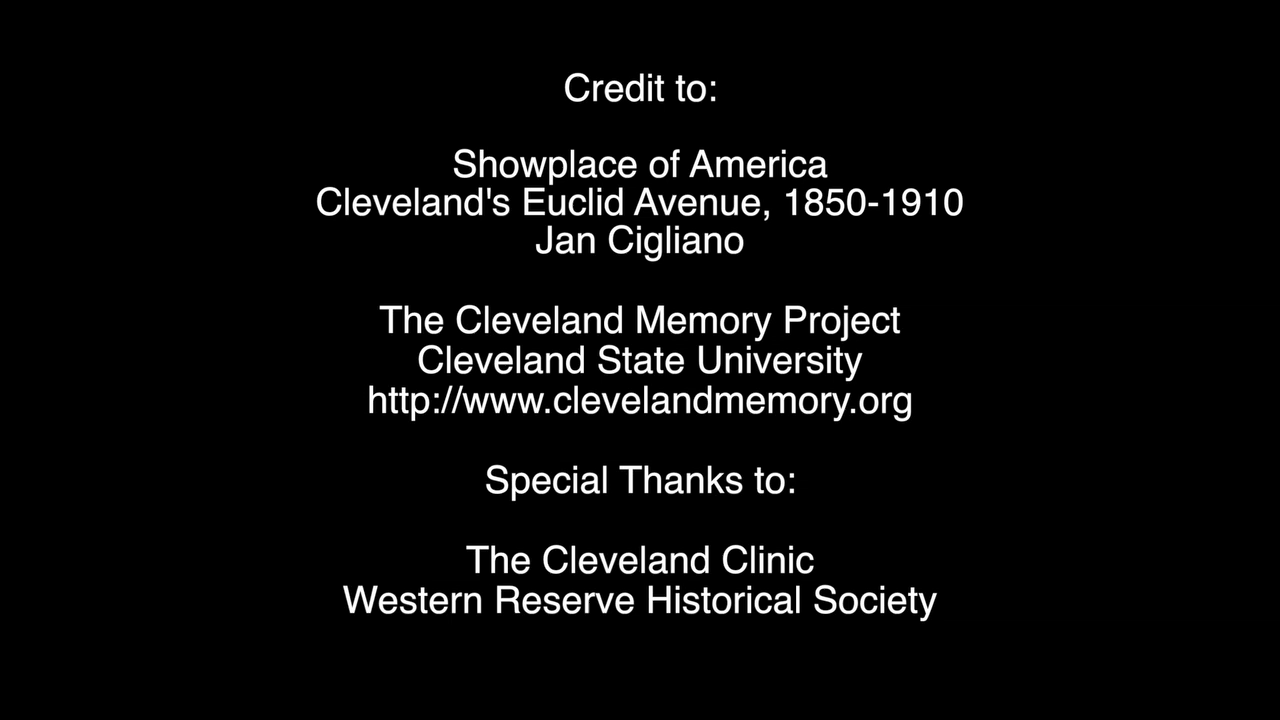 Credit to:
Showplace of America
Cleveland's Euclid Avenue, 1850-1910
Jan Cigliano
The Cleveland Memory Project
Cleveland State University
http://www.clevelandmemory.org
Special Thanks to:
The Cleveland Clinic
Western Reserve Historical Society